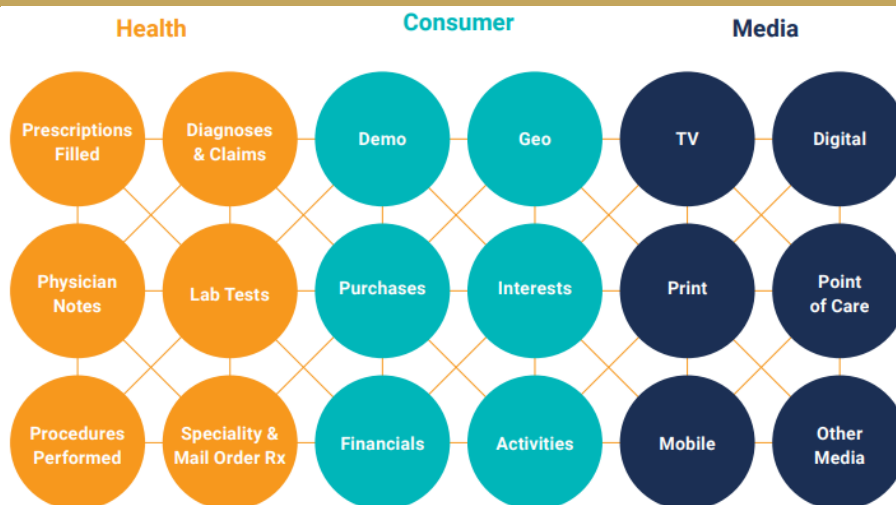 Health
Consumer
Media
Prescriptions
Filled
Diagnoses
& Claims
Demo
Geo
TV
Digital
Physician
Notes
Lab Tests
Purchases
Interests
Print
Point
of Care
Procedures
Performed
Speciality &
Mail Order Rx
Financials
Activities
Mobile
Other
Media